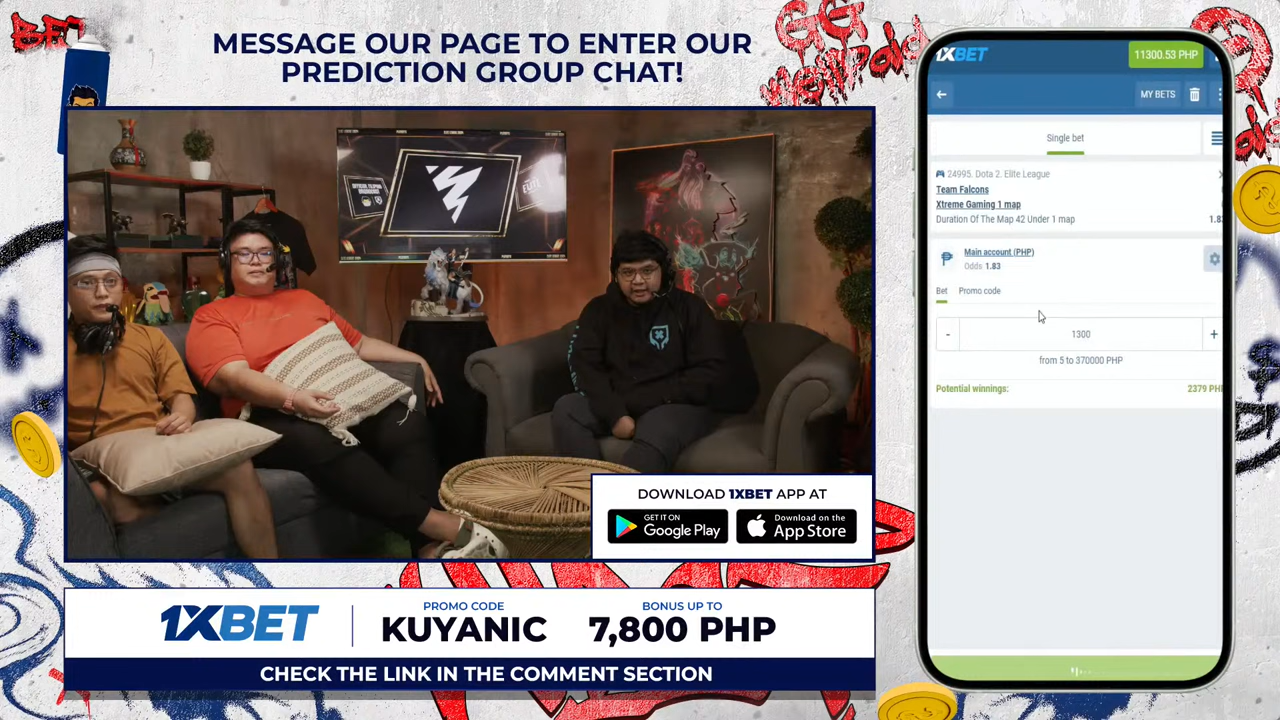 MESSAGE OUR PAGE TO ENTER OUR
PREDICTION GROUP CHAT!
DOWNLOAD 1XBET APP AT
GET IT ON
Google Play
Download on the
App Store
1XBET
PROMO CODE
KUYANIC
BONUS UP TO
7,800 PHP
CHECK THE LINK IN THE COMMENT SECTION
1XBET
11300.53 PHP
MY BETS
Single bet
24995. Dota 2. Elite League
Team Falcons
Xtreme Gaming 1 map
Duration Of The Map 42 Under 1 map
Main account (PHP)
Odds 1.83
Bet
Promo code
-
1300
+
from 5 to 370000 PHP
Potential winnings:
2379